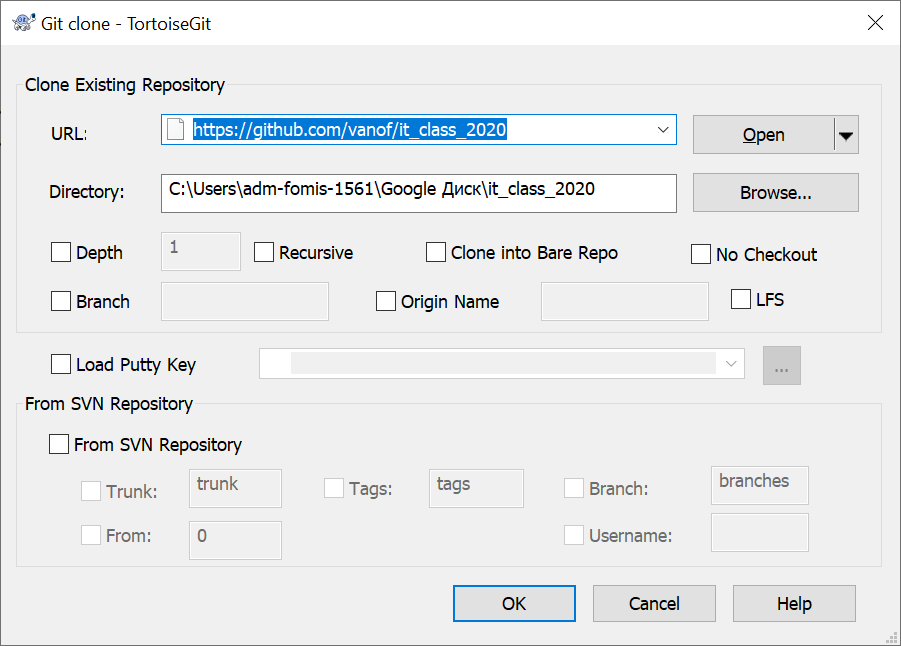 Git clone - TortoiseGit
Clone Existing Repository
URL: https://github.com/vanof/it_class_2020 Open
Directory: C:\Users\adm-fomis-1561\Google Диск\it_class_2020 Browse...
Depth 1 Recursive Clone into Bare Repo No Checkout
Branch Origin Name LFS
Load Putty Key ...
From SVN Repository
From SVN Repository
Trunk: trunk Tags: tags Branch: branches
From: 0 Username:
OK Cancel Help